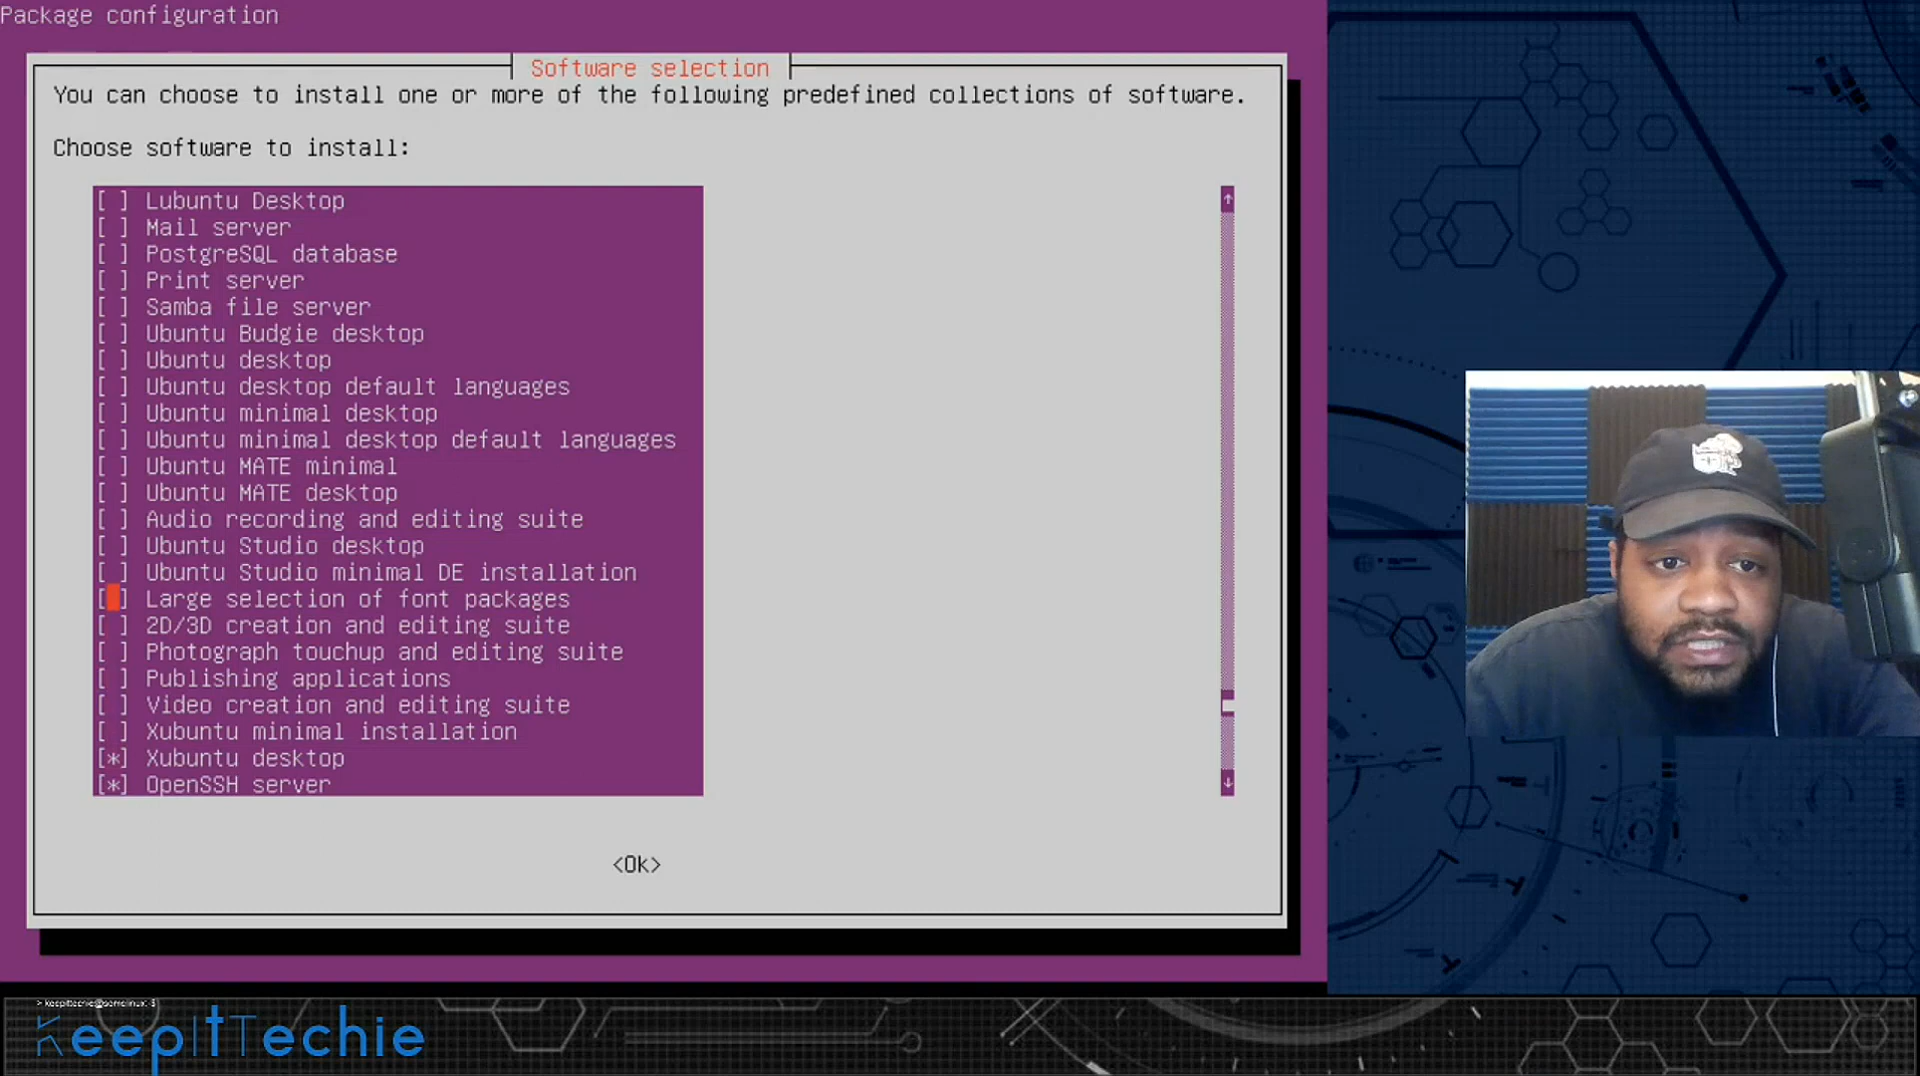 Package configuration
Software selection
You can choose to install one or more of the following predefined collections of software.
Choose software to install:
[ ] Lubuntu Desktop
[ ] Mail server
[ ] PostgreSQL database
[ ] Print server
[ ] Samba file server
[ ] Ubuntu Budgie desktop
[ ] Ubuntu desktop
[ ] Ubuntu desktop default languages
[ ] Ubuntu minimal desktop
[ ] Ubuntu minimal desktop default languages
[ ] Ubuntu MATE minimal
[ ] Ubuntu MATE desktop
[ ] Audio recording and editing suite
[ ] Ubuntu Studio desktop
[ ] Ubuntu Studio minimal DE installation
[ ] Large selection of font packages
[ ] 2D/3D creation and editing suite
[ ] Photograph touchup and editing suite
[ ] Publishing applications
[ ] Video creation and editing suite
[ ] Xubuntu minimal installation
[*] Xubuntu desktop
[*] OpenSSH server
<Ok>
> keepittechie@somelinux:~$
KeepItTechie